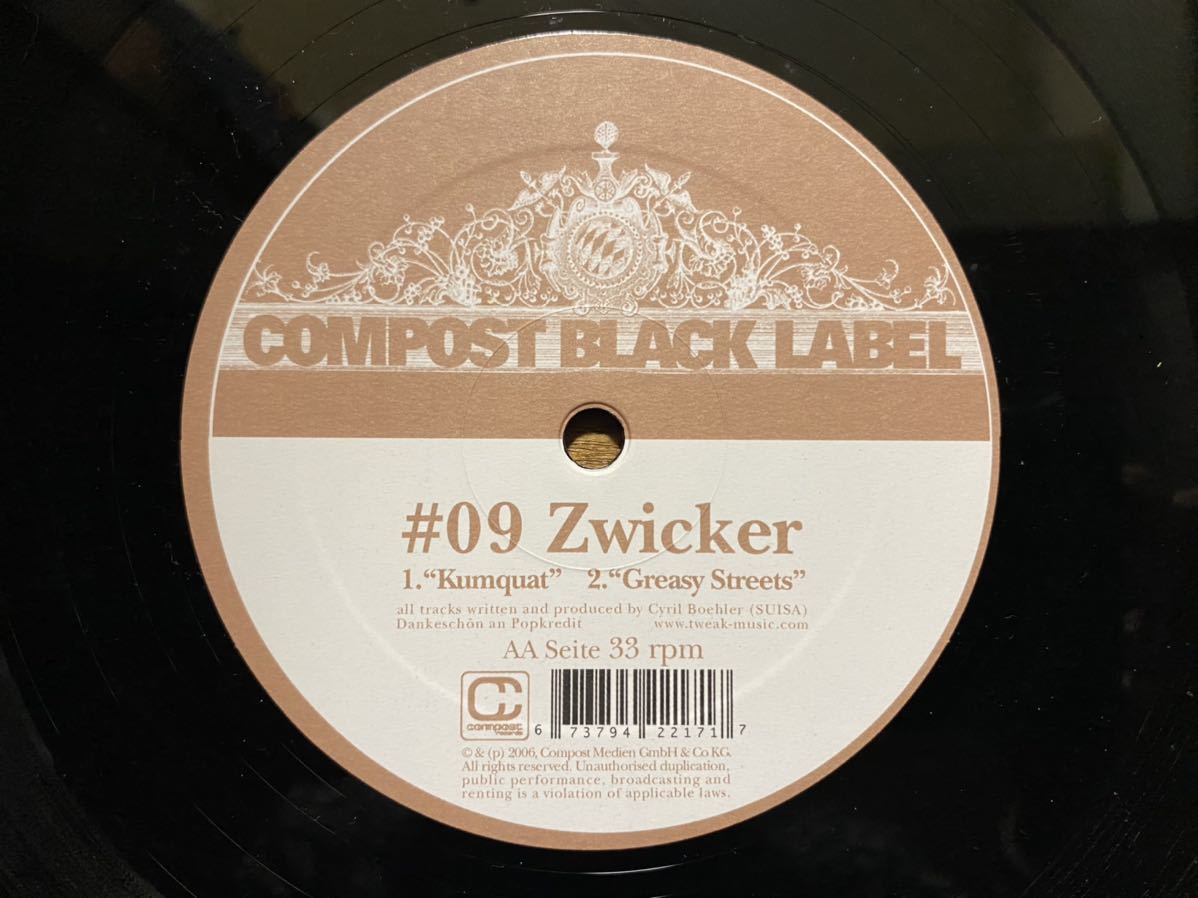 COMPOST BLACK LABEL
#09 Zwicker
1.“Kumquat” 2.“Greasy Streets”
all tracks written and produced by Cyril Boehler (SUISA)
Dankeschön an Popkredit www.tweak-music.com
AA Seite 33 rpm
compost
records
6 73794 22171 7
© & (p) 2006, Compost Medien GmbH & Co KG.
All rights reserved. Unauthorised duplication,
public performance, broadcasting and
renting is a violation of applicable laws.